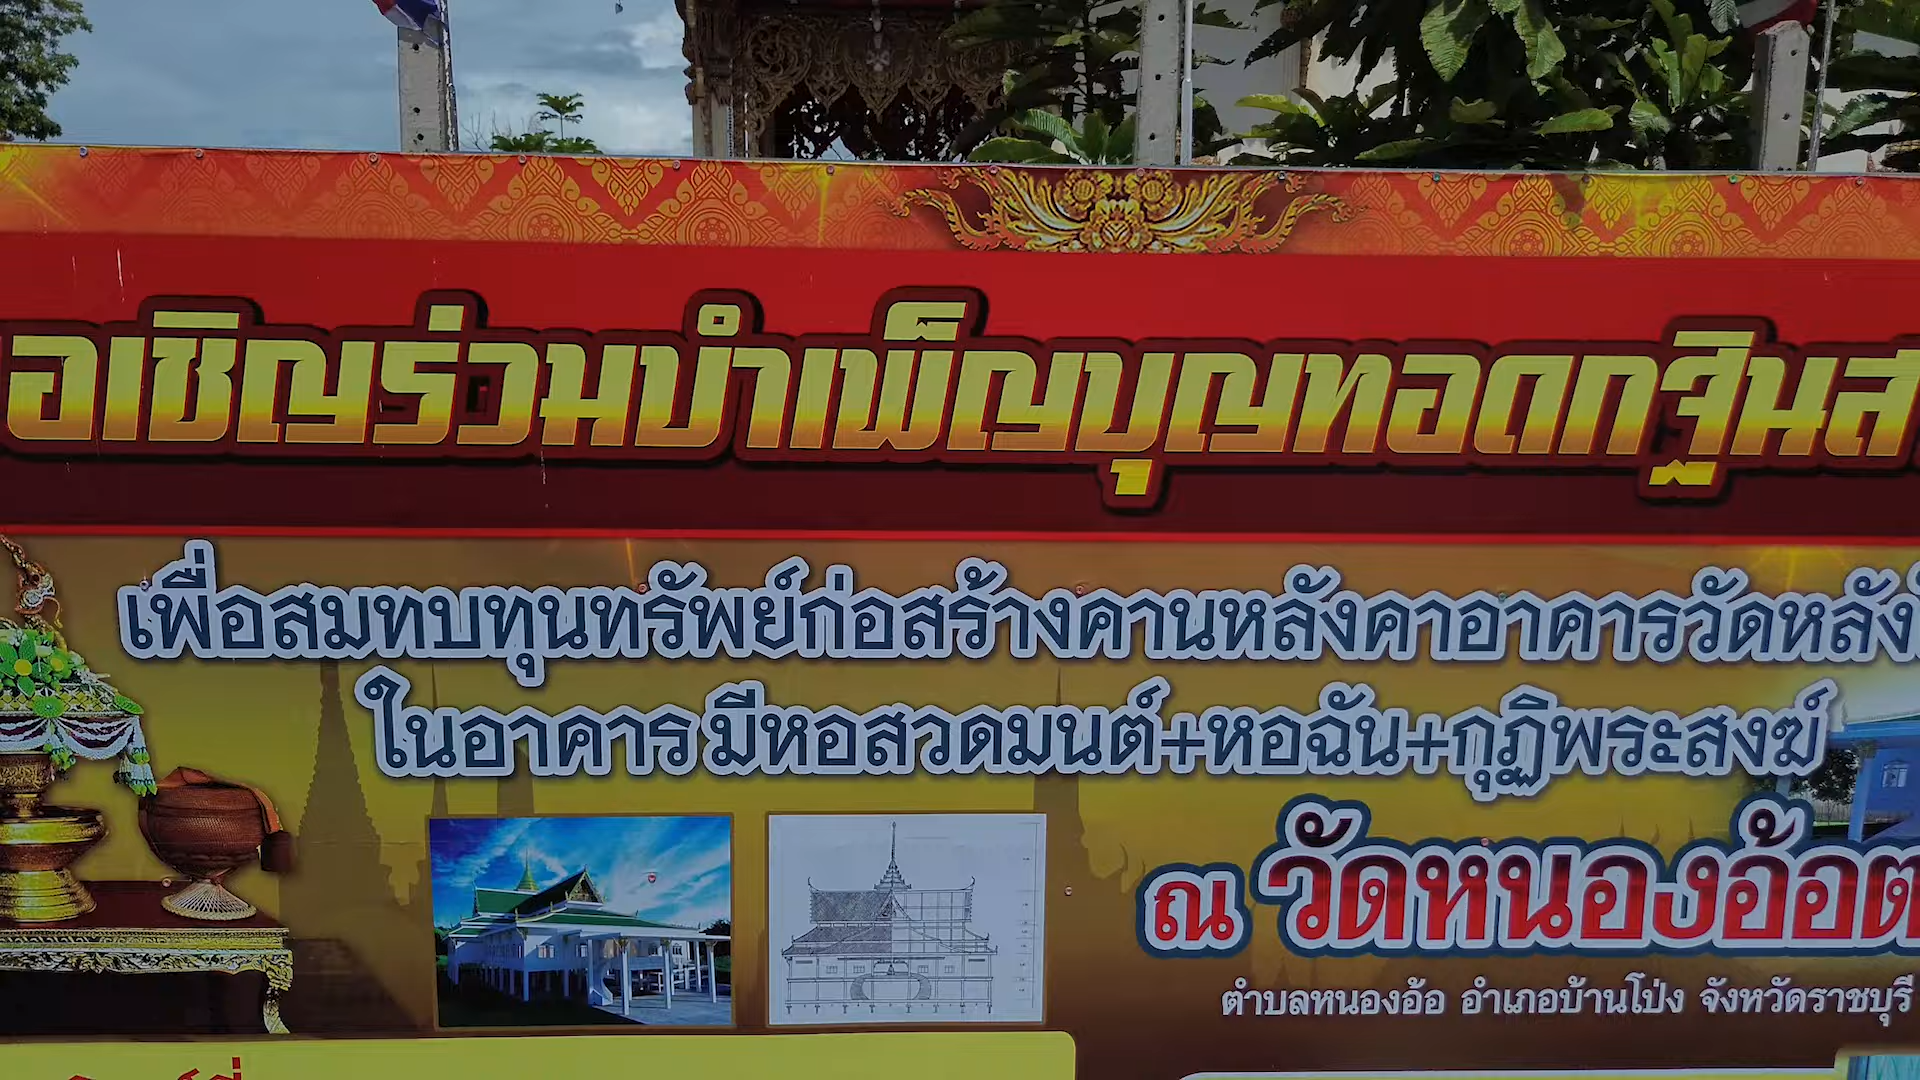 อเชิญร่วมบำเพ็ญบุญทอดกฐินส
เพื่อสมทบทุนทรัพย์ก่อสร้างคานหลังคาอาคารวัดหลัง
ในอาคารมีหอสวดมนต์+หอฉัน+กุฏิพระสงฆ์
ณ วัดหนองอ้อต
ตำบลหนองอ้อ อำเภอบ้านโป่ง จังหวัดราชบุรี